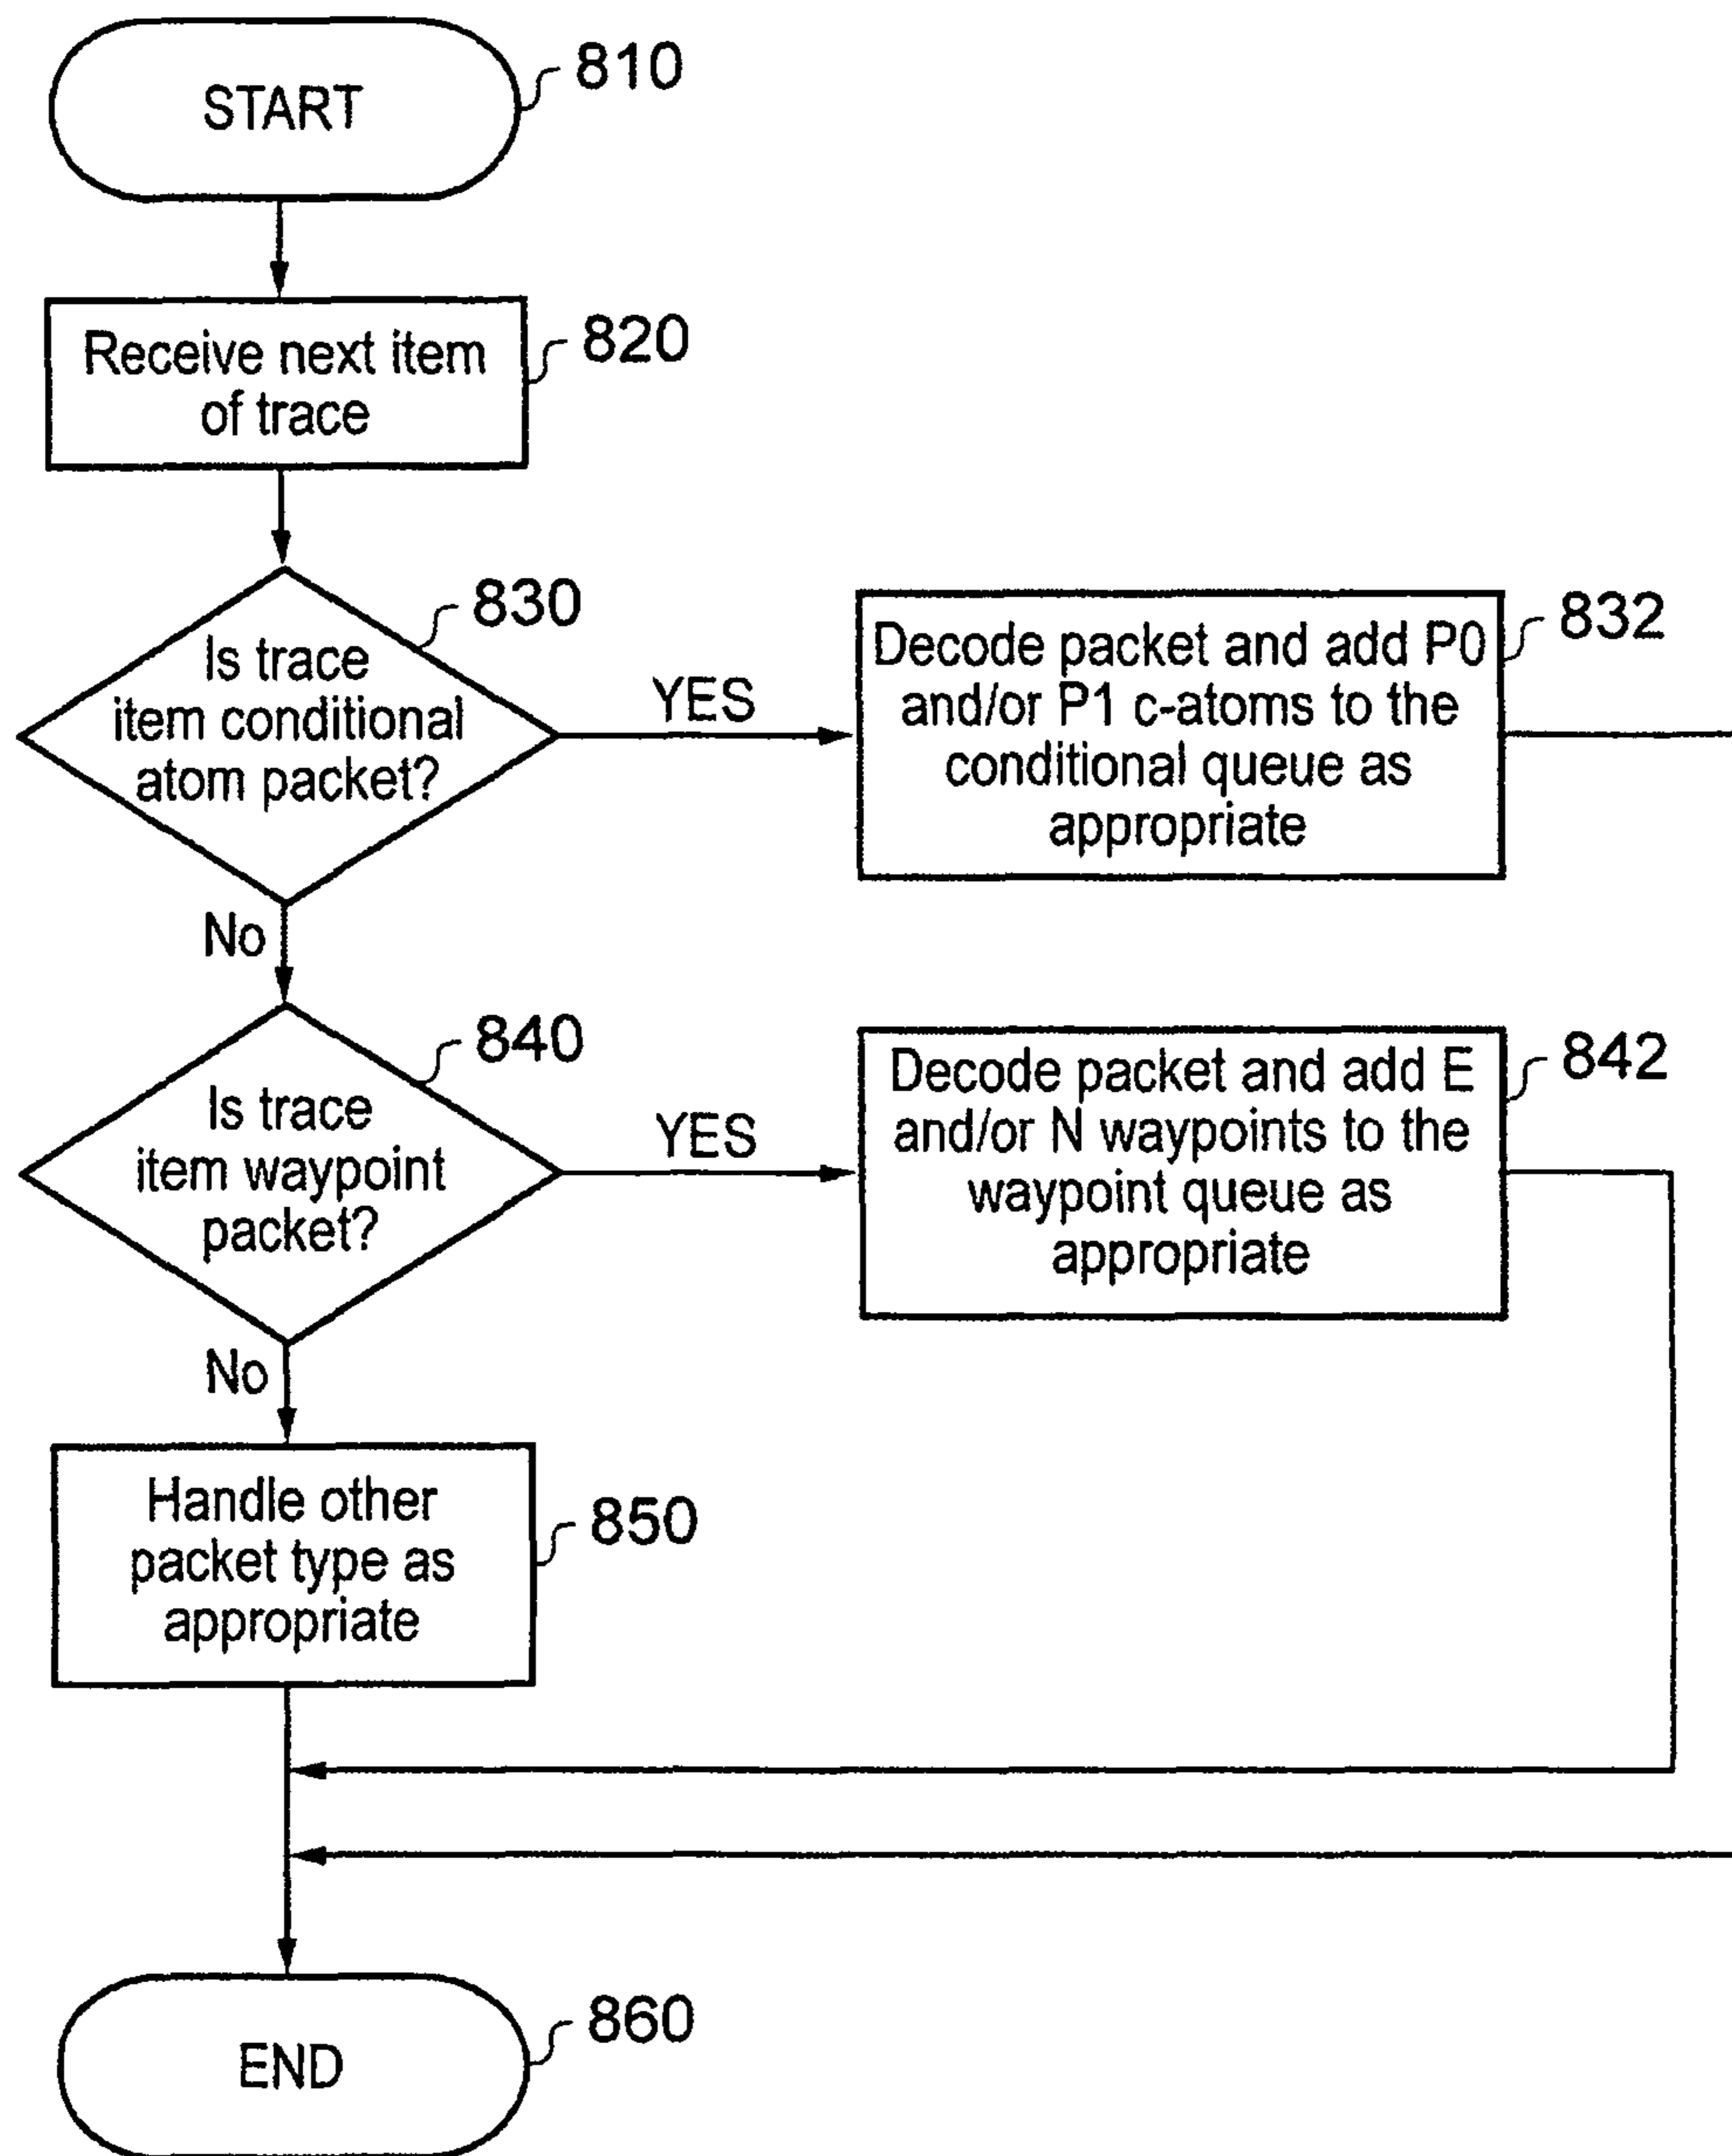 START
810
Receive next item
of trace
820
Is trace
item conditional
atom packet?
830
YES
Decode packet and add P0
and/or P1 c-atoms to the
conditional queue as
appropriate
832
No
Is trace
item waypoint
packet?
840
YES
Decode packet and add E
and/or N waypoints to the
waypoint queue as
appropriate
842
No
Handle other
packet type as
appropriate
850
END
860